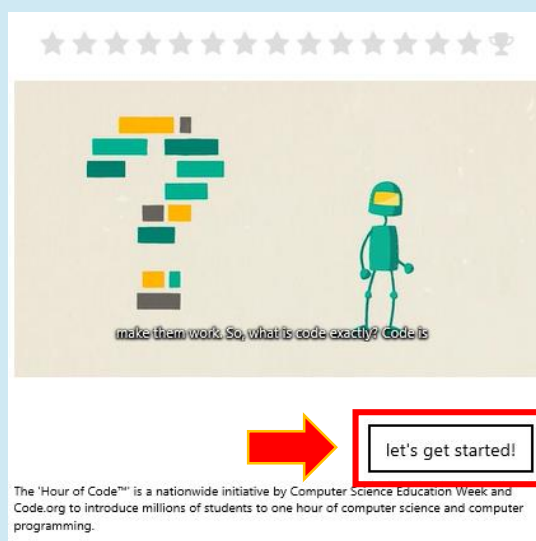 make them work. So, what is code exactly? Code is
let's get started!
The 'Hour of Code™' is a nationwide initiative by Computer Science Education Week and
Code.org to introduce millions of students to one hour of computer science and computer
programming.